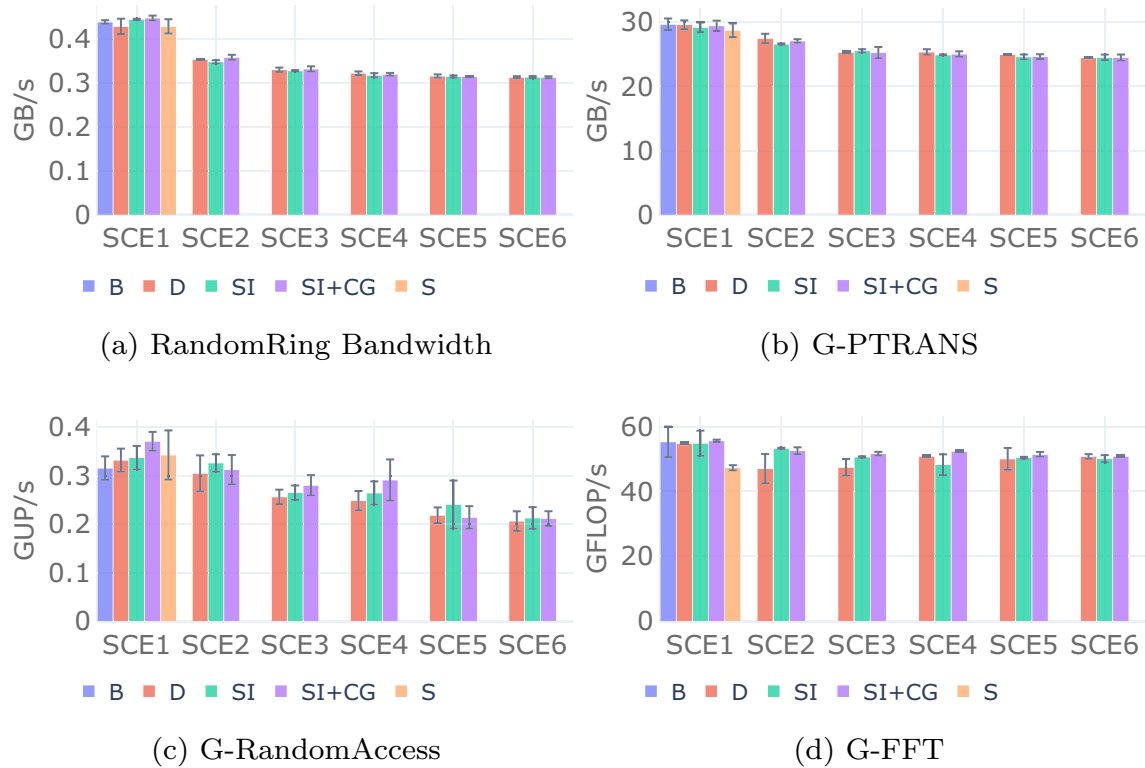 GB/s
0.4
0.3
0.2
0.1
0
SCE1 SCE2 SCE3 SCE4 SCE5 SCE6
B D SI SI+CG S
(a) RandomRing Bandwidth
GB/s
30
20
10
0
SCE1 SCE2 SCE3 SCE4 SCE5 SCE6
B D SI SI+CG S
(b) G-PTRANS
GUP/s
0.4
0.3
0.2
0.1
0
SCE1 SCE2 SCE3 SCE4 SCE5 SCE6
B D SI SI+CG S
(c) G-RandomAccess
GFLOP/s
60
40
20
0
SCE1 SCE2 SCE3 SCE4 SCE5 SCE6
B D SI SI+CG S
(d) G-FFT